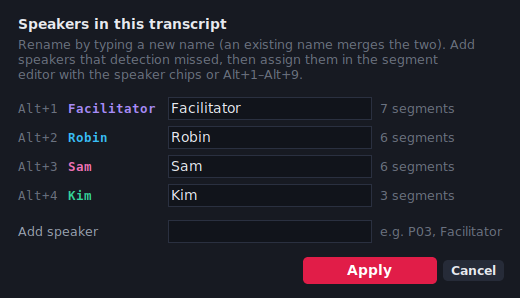 Speakers in this transcript
Rename by typing a new name (an existing name merges the two). Add
speakers that detection missed, then assign them in the segment
editor with the speaker chips or Alt+1–Alt+9.
Alt+1 Facilitator Facilitator 7 segments
Alt+2 Robin Robin 6 segments
Alt+3 Sam Sam 6 segments
Alt+4 Kim Kim 3 segments
Add speaker e.g. P03, Facilitator
Apply Cancel